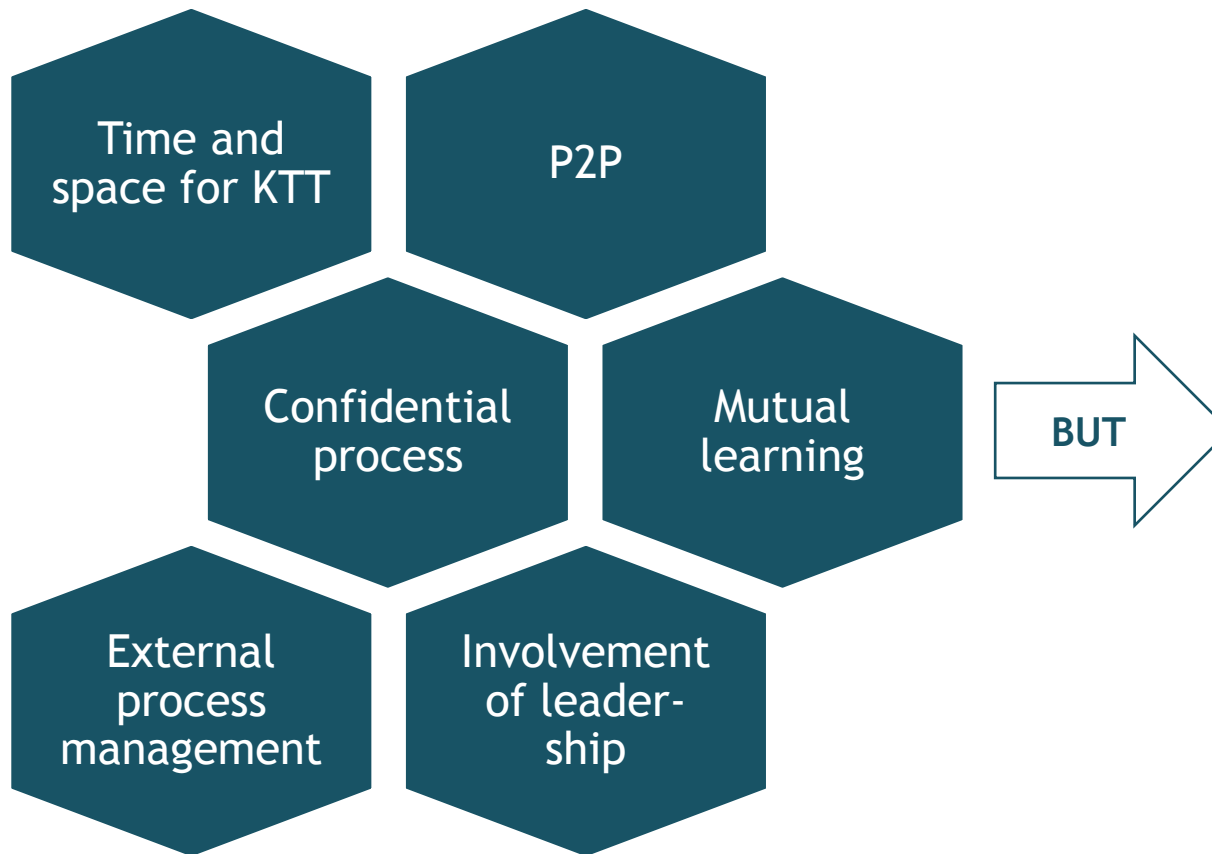 Time and
space for KTT
P2P
Confidential
process
Mutual
learning
BUT
External
process
management
Involvement
of leader-
ship